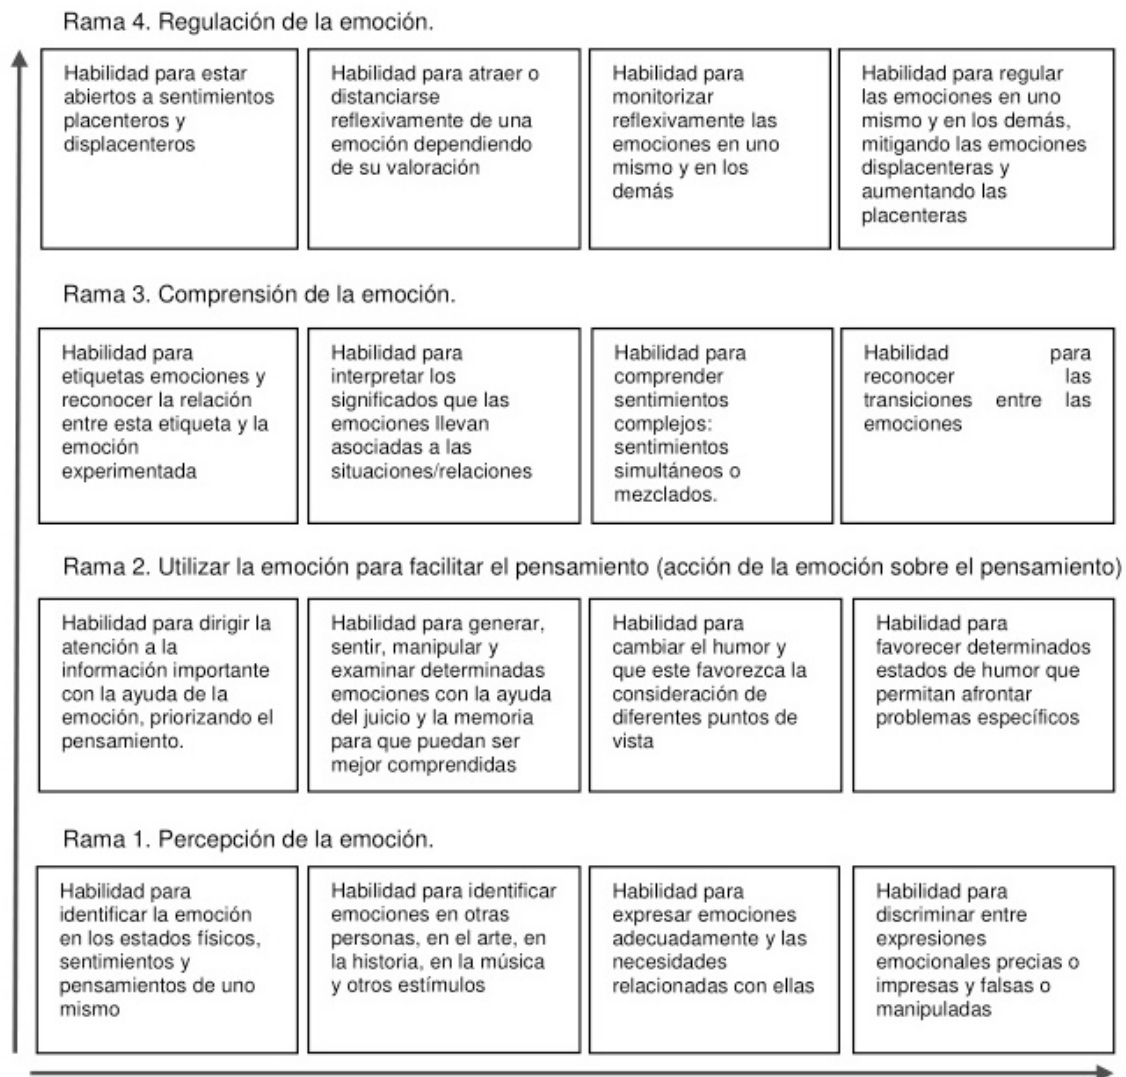 Rama 4. Regulación de la emoción.
Habilidad para estar
abiertos a sentimientos
placenteros y
displacenteros
Habilidad para atraer o
distanciarse
reflexivamente de una
emoción dependiendo
de su valoración
Habilidad para
monitorizar
reflexivamente las
emociones en uno
mismo y en los
demás
Habilidad para regular
las emociones en uno
mismo y en los demás,
mitigando las emociones
displacenteras y
aumentando las
placenteras
Rama 3. Comprensión de la emoción.
Habilidad para
etiquetas emociones y
reconocer la relación
entre esta etiqueta y la
emoción
experimentada
Habilidad para
interpretar los
significados que las
emociones llevan
asociadas a las
situaciones/relaciones
Habilidad para
comprender
sentimientos
complejos:
sentimientos
simultáneos o
mezclados.
Habilidad para
reconocer las
transiciones entre las
emociones
Rama 2. Utilizar la emoción para facilitar el pensamiento (acción de la emoción sobre el pensamiento)
Habilidad para dirigir la
atención a la
información importante
con la ayuda de la
emoción, priorizando el
pensamiento.
Habilidad para generar,
sentir, manipular y
examinar determinadas
emociones con la ayuda
del juicio y la memoria
para que puedan ser
mejor comprendidas
Habilidad para
cambiar el humor y
que este favorezca la
consideración de
diferentes puntos de
vista
Habilidad para
favorecer determinados
estados de humor que
permitan afrontar
problemas específicos
Rama 1. Percepción de la emoción.
Habilidad para
identificar la emoción
en los estados físicos,
sentimientos y
pensamientos de uno
mismo
Habilidad para identificar
emociones en otras
personas, en el arte, en
la historia, en la música
y otros estímulos
Habilidad para
expresar emociones
adecuadamente y las
necesidades
relacionadas con ellas
Habilidad para
discriminar entre
expresiones
emocionales precias o
impresas y falsas o
manipuladas